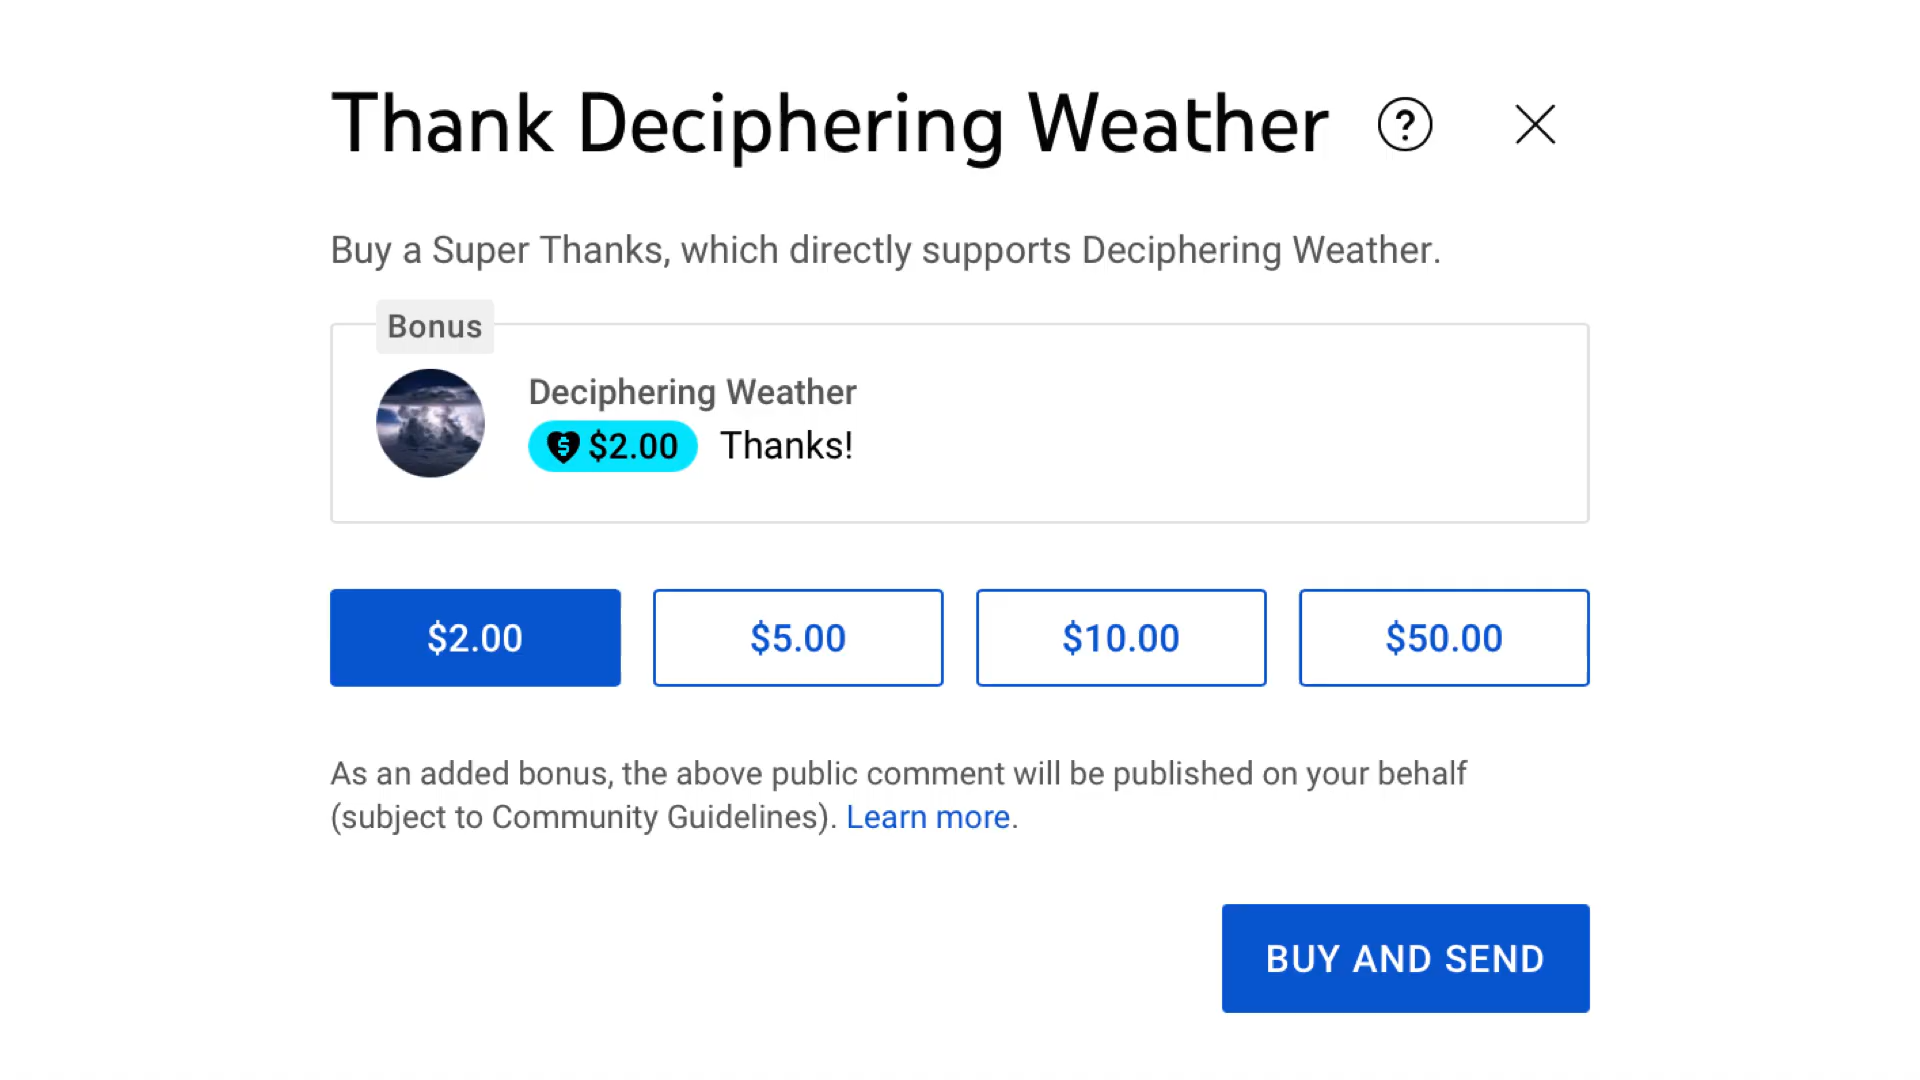 Thank Deciphering Weather ?
Buy a Super Thanks, which directly supports Deciphering Weather.
Bonus
Deciphering Weather
$ $2.00 Thanks!
$2.00 $5.00 $10.00 $50.00
As an added bonus, the above public comment will be published on your behalf
(subject to Community Guidelines). Learn more.
BUY AND SEND